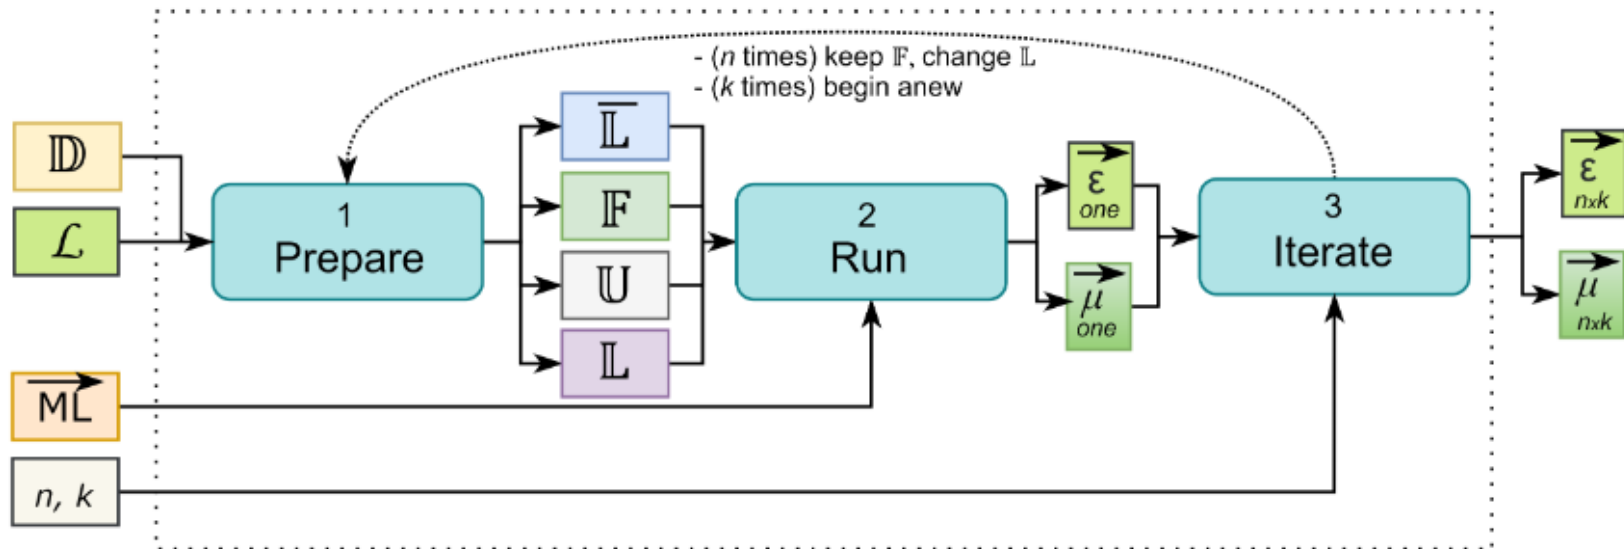 - (n times) keep 𝔽, change 𝕃
- (k times) begin anew
𝔻
ℒ
ML
n, k
1
Prepare
𝕃
𝔽
𝕌
𝕃
2
Run
ε
one
μ
one
3
Iterate
ε
nxk
μ
nxk